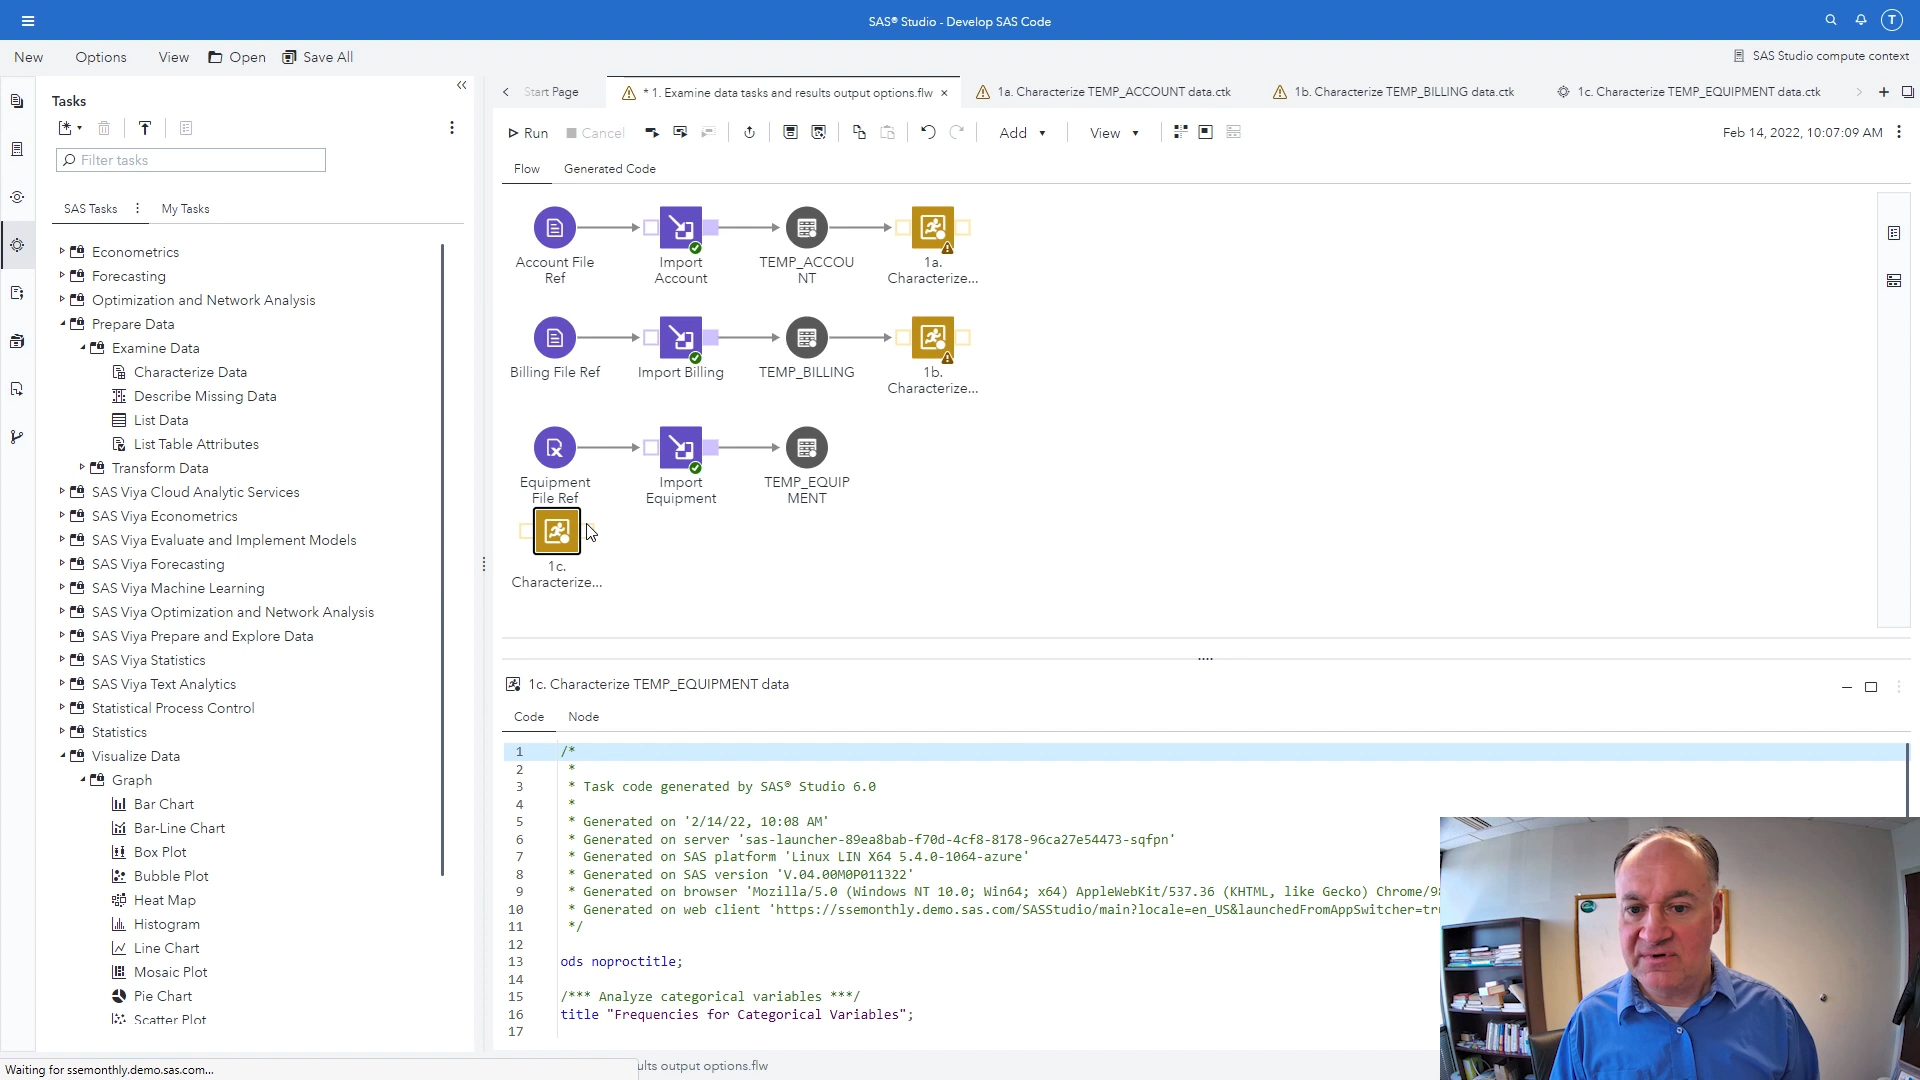 SAS® Studio - Develop SAS Code
T
New
Options
View
Open
Save All
SAS Studio compute context
Tasks
Filter tasks
SAS Tasks
My Tasks
Econometrics
Forecasting
Optimization and Network Analysis
Prepare Data
Examine Data
Characterize Data
Describe Missing Data
List Data
List Table Attributes
Transform Data
SAS Viya Cloud Analytic Services
SAS Viya Econometrics
SAS Viya Evaluate and Implement Models
SAS Viya Forecasting
SAS Viya Machine Learning
SAS Viya Optimization and Network Analysis
SAS Viya Prepare and Explore Data
SAS Viya Statistics
SAS Viya Text Analytics
Statistical Process Control
Statistics
Visualize Data
Graph
Bar Chart
Bar-Line Chart
Box Plot
Bubble Plot
Heat Map
Histogram
Line Chart
Mosaic Plot
Pie Chart
Scatter Plot
Waiting for ssemonthly.demo.sas.com...
Start Page
* 1. Examine data tasks and results output options.flw
1a. Characterize TEMP_ACCOUNT data.ctk
1b. Characterize TEMP_BILLING data.ctk
1c. Characterize TEMP_EQUIPMENT data.ctk
Run
Cancel
Add
View
Feb 14, 2022, 10:07:09 AM
Flow
Generated Code
Account File
Ref
Import
Account
TEMP_ACCOU
NT
1a.
Characterize...
Billing File Ref
Import Billing
TEMP_BILLING
1b.
Characterize...
Equipment
File Ref
Import
Equipment
TEMP_EQUIP
MENT
1c.
Characterize...
1c. Characterize TEMP_EQUIPMENT data
Code
Node
1 /*
2 *
3 * Task code generated by SAS® Studio 6.0
4 *
5 * Generated on '2/14/22, 10:08 AM'
6 * Generated on server 'sas-launcher-89ea8bab-f70d-4cf8-8178-96ca27e54473-sqfpn'
7 * Generated on SAS platform 'Linux LIN X64 5.4.0-1064-azure'
8 * Generated on SAS version 'V.04.00M0P011322'
9 * Generated on browser 'Mozilla/5.0 (Windows NT 10.0; Win64; x64) AppleWebKit/537.36 (KHTML, like Gecko) Chrome/98
10 * Generated on web client 'https://ssemonthly.demo.sas.com/SASStudio/main?locale=en_US&launchedFromAppSwitcher=tru
11 */
12
13 ods noproctitle;
14
15 /*** Analyze categorical variables ***/
16 title "Frequencies for Categorical Variables";
17
ults output options.flw